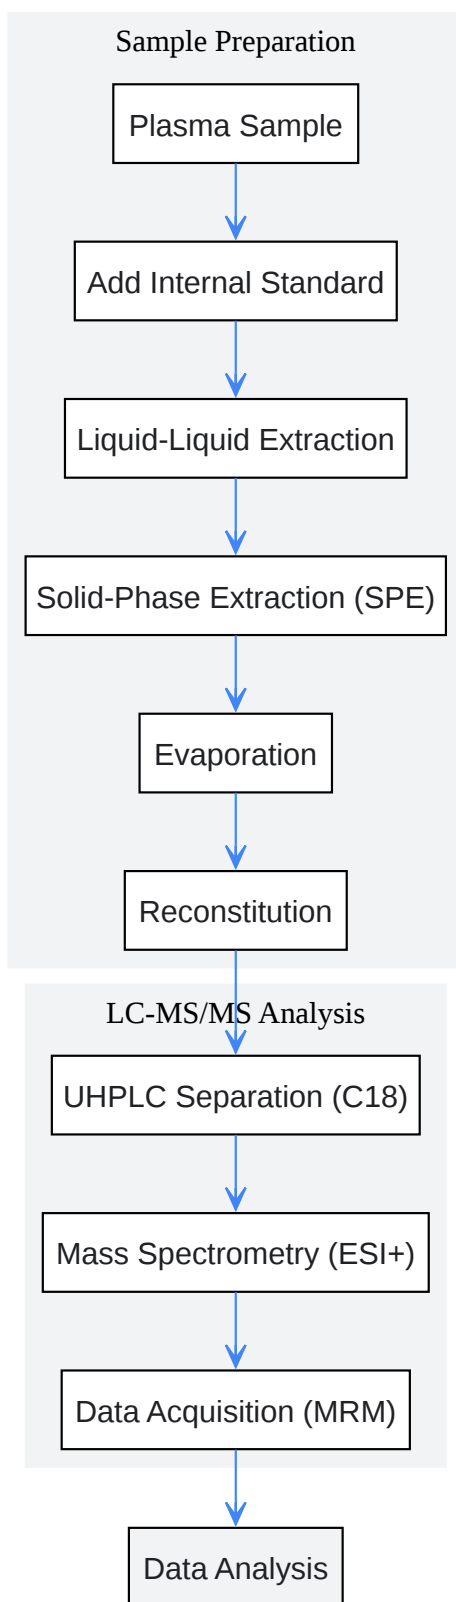 Sample Preparation
Plasma Sample
Add Internal Standard
Liquid-Liquid Extraction
Solid-Phase Extraction (SPE)
Evaporation
Reconstitution
LC-MS/MS Analysis
UHPLC Separation (C18)
Mass Spectrometry (ESI+)
Data Acquisition (MRM)
Data Analysis